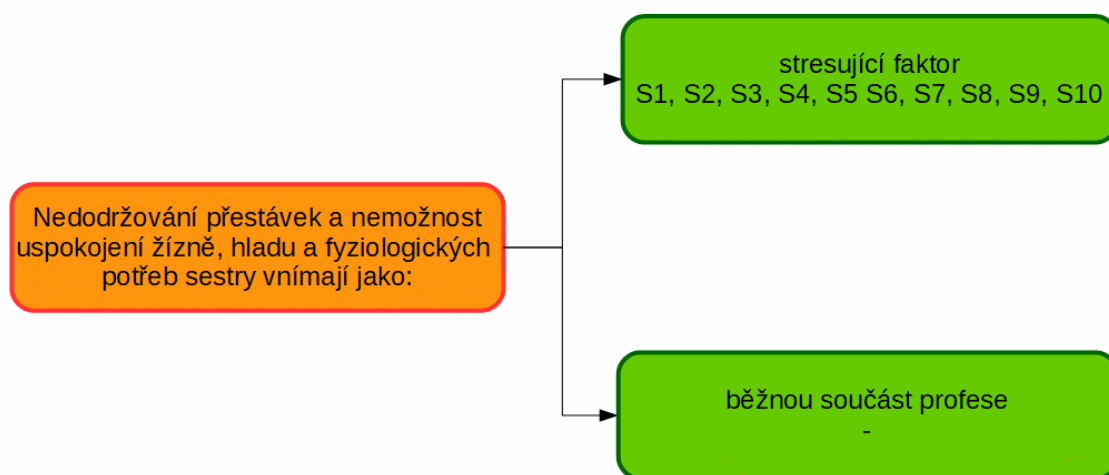 stresující faktor
S1, S2, S3, S4, S5 S6, S7, S8, S9, S10
Nedodržování přestávek a nemožnost
uspokojení žízně, hladu a fyziologických
potřeb sestry vnímají jako:
běžnou součást profese
-